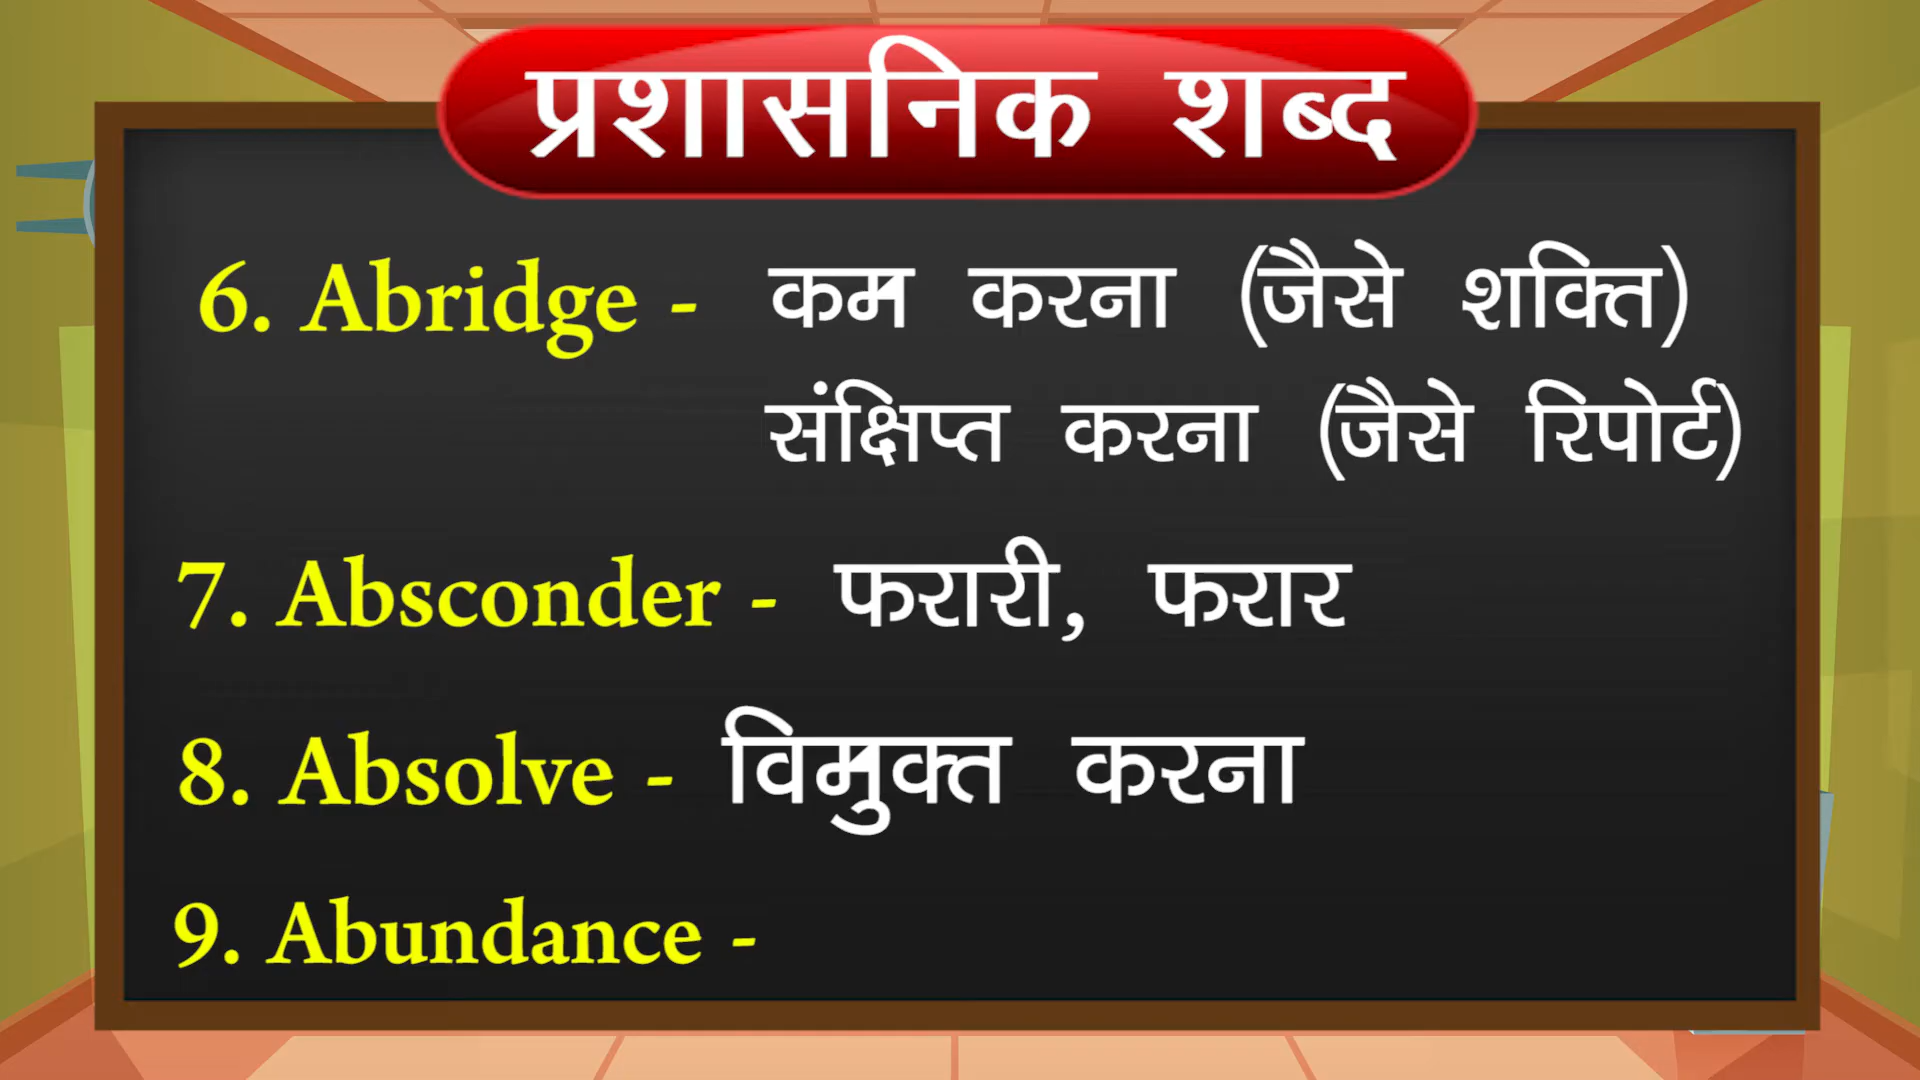 प्रशासनिक शब्द
6. Abridge - कम करना (जैसे शक्ति)
संक्षिप्त करना (जैसे रिपोर्ट)
7. Absconder - फरारी, फरार
8. Absolve - विमुक्त करना
9. Abundance -